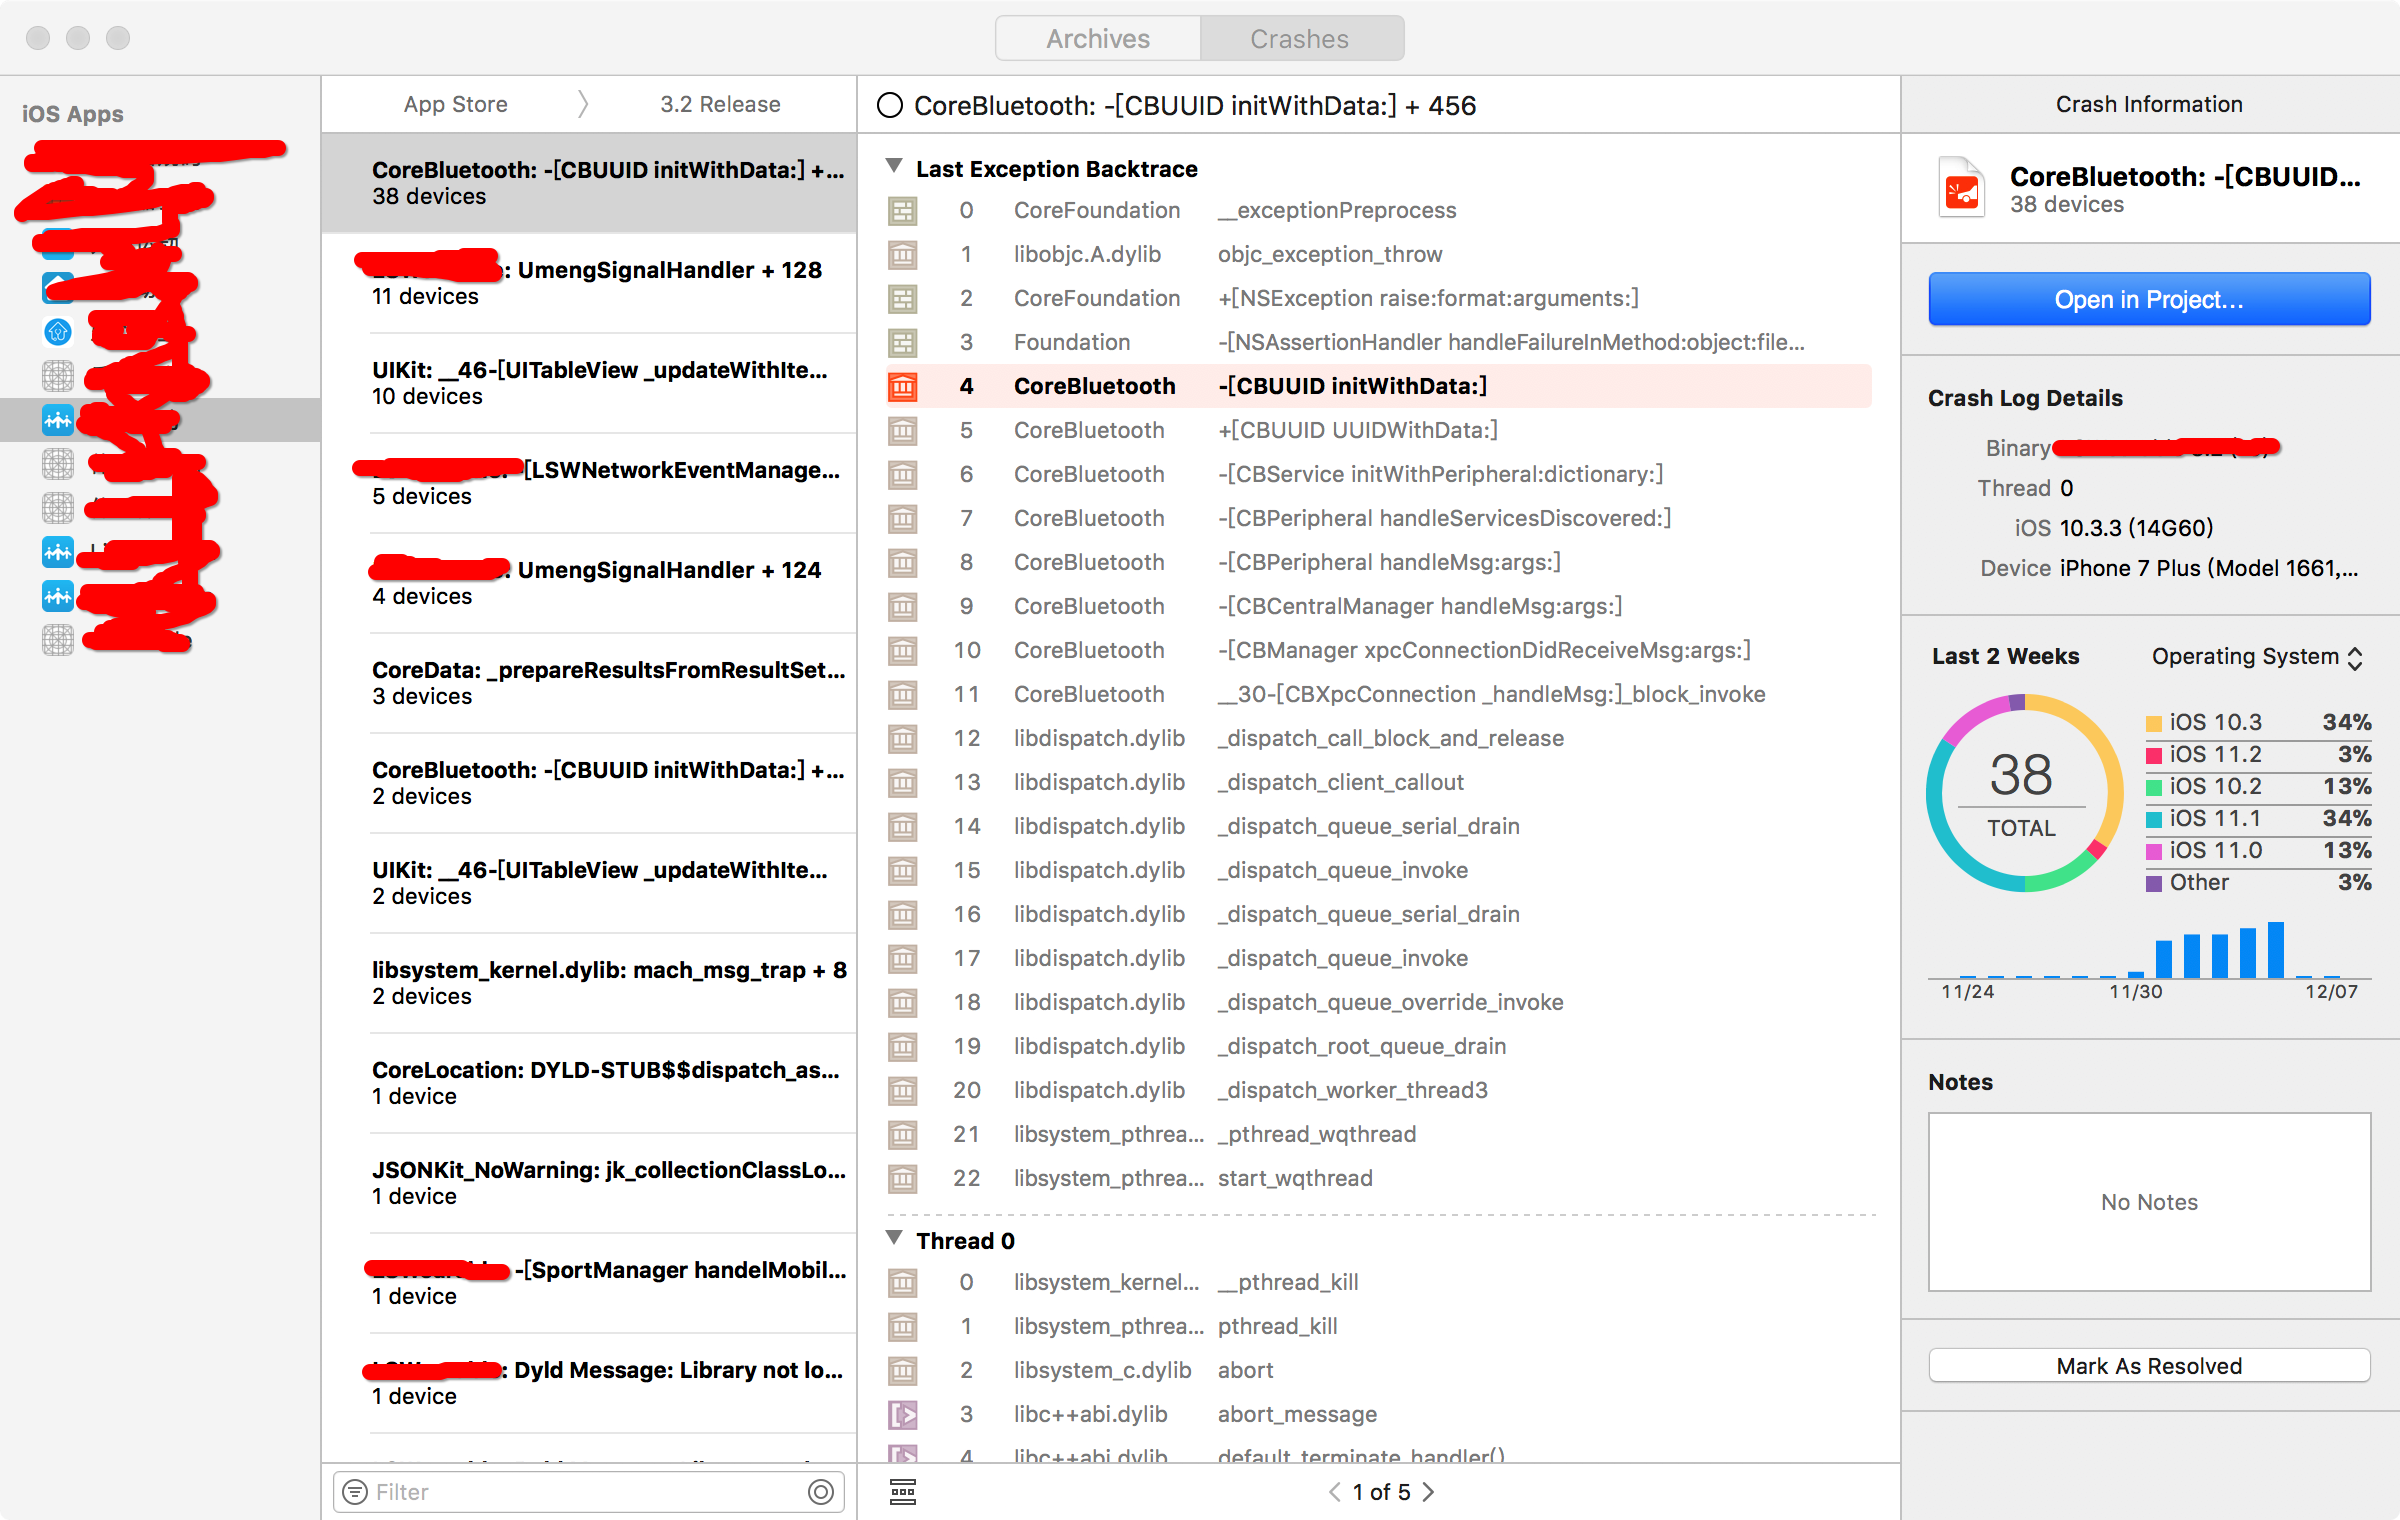 Archives
Crashes
iOS Apps
App Store
3.2 Release
CoreBluetooth: -[CBUUID initWithData:] +...
38 devices
: UmengSignalHandler + 128
11 devices
UIKit: __46-[UITableView _updateWithIte...
10 devices
-[LSWNetworkEventManage...
5 devices
: UmengSignalHandler + 124
4 devices
CoreData: _prepareResultsFromResultSet...
3 devices
CoreBluetooth: -[CBUUID initWithData:] +...
2 devices
UIKit: __46-[UITableView _updateWithIte...
2 devices
libsystem_kernel.dylib: mach_msg_trap + 8
2 devices
CoreLocation: DYLD-STUB$$dispatch_as...
1 device
JSONKit_NoWarning: jk_collectionClassLo...
1 device
-[SportManager handelMobil...
1 device
: Dyld Message: Library not lo...
1 device
Filter
CoreBluetooth: -[CBUUID initWithData:] + 456
Last Exception Backtrace
0 CoreFoundation __exceptionPreprocess
1 libobjc.A.dylib objc_exception_throw
2 CoreFoundation +[NSException raise:format:arguments:]
3 Foundation -[NSAssertionHandler handleFailureInMethod:object:file...
4 CoreBluetooth -[CBUUID initWithData:]
5 CoreBluetooth +[CBUUID UUIDWithData:]
6 CoreBluetooth -[CBService initWithPeripheral:dictionary:]
7 CoreBluetooth -[CBPeripheral handleServicesDiscovered:]
8 CoreBluetooth -[CBPeripheral handleMsg:args:]
9 CoreBluetooth -[CBCentralManager handleMsg:args:]
10 CoreBluetooth -[CBManager xpcConnectionDidReceiveMsg:args:]
11 CoreBluetooth __30-[CBXpcConnection _handleMsg:]_block_invoke
12 libdispatch.dylib _dispatch_call_block_and_release
13 libdispatch.dylib _dispatch_client_callout
14 libdispatch.dylib _dispatch_queue_serial_drain
15 libdispatch.dylib _dispatch_queue_invoke
16 libdispatch.dylib _dispatch_queue_serial_drain
17 libdispatch.dylib _dispatch_queue_invoke
18 libdispatch.dylib _dispatch_queue_override_invoke
19 libdispatch.dylib _dispatch_root_queue_drain
20 libdispatch.dylib _dispatch_worker_thread3
21 libsystem_pthrea... _pthread_wqthread
22 libsystem_pthrea... start_wqthread
Thread 0
0 libsystem_kernel... __pthread_kill
1 libsystem_pthrea... pthread_kill
2 libsystem_c.dylib abort
3 libc++abi.dylib abort_message
4 libc++abi.dylib default_terminate_handler()
1 of 5
Crash Information
CoreBluetooth: -[CBUUID...
38 devices
Open in Project...
Crash Log Details
Binary
Thread 0
iOS 10.3.3 (14G60)
Device iPhone 7 Plus (Model 1661,...
Last 2 Weeks
Operating System
38
TOTAL
iOS 10.3 34%
iOS 11.2 3%
iOS 10.2 13%
iOS 11.1 34%
iOS 11.0 13%
Other 3%
11/24 11/30 12/07
Notes
No Notes
Mark As Resolved